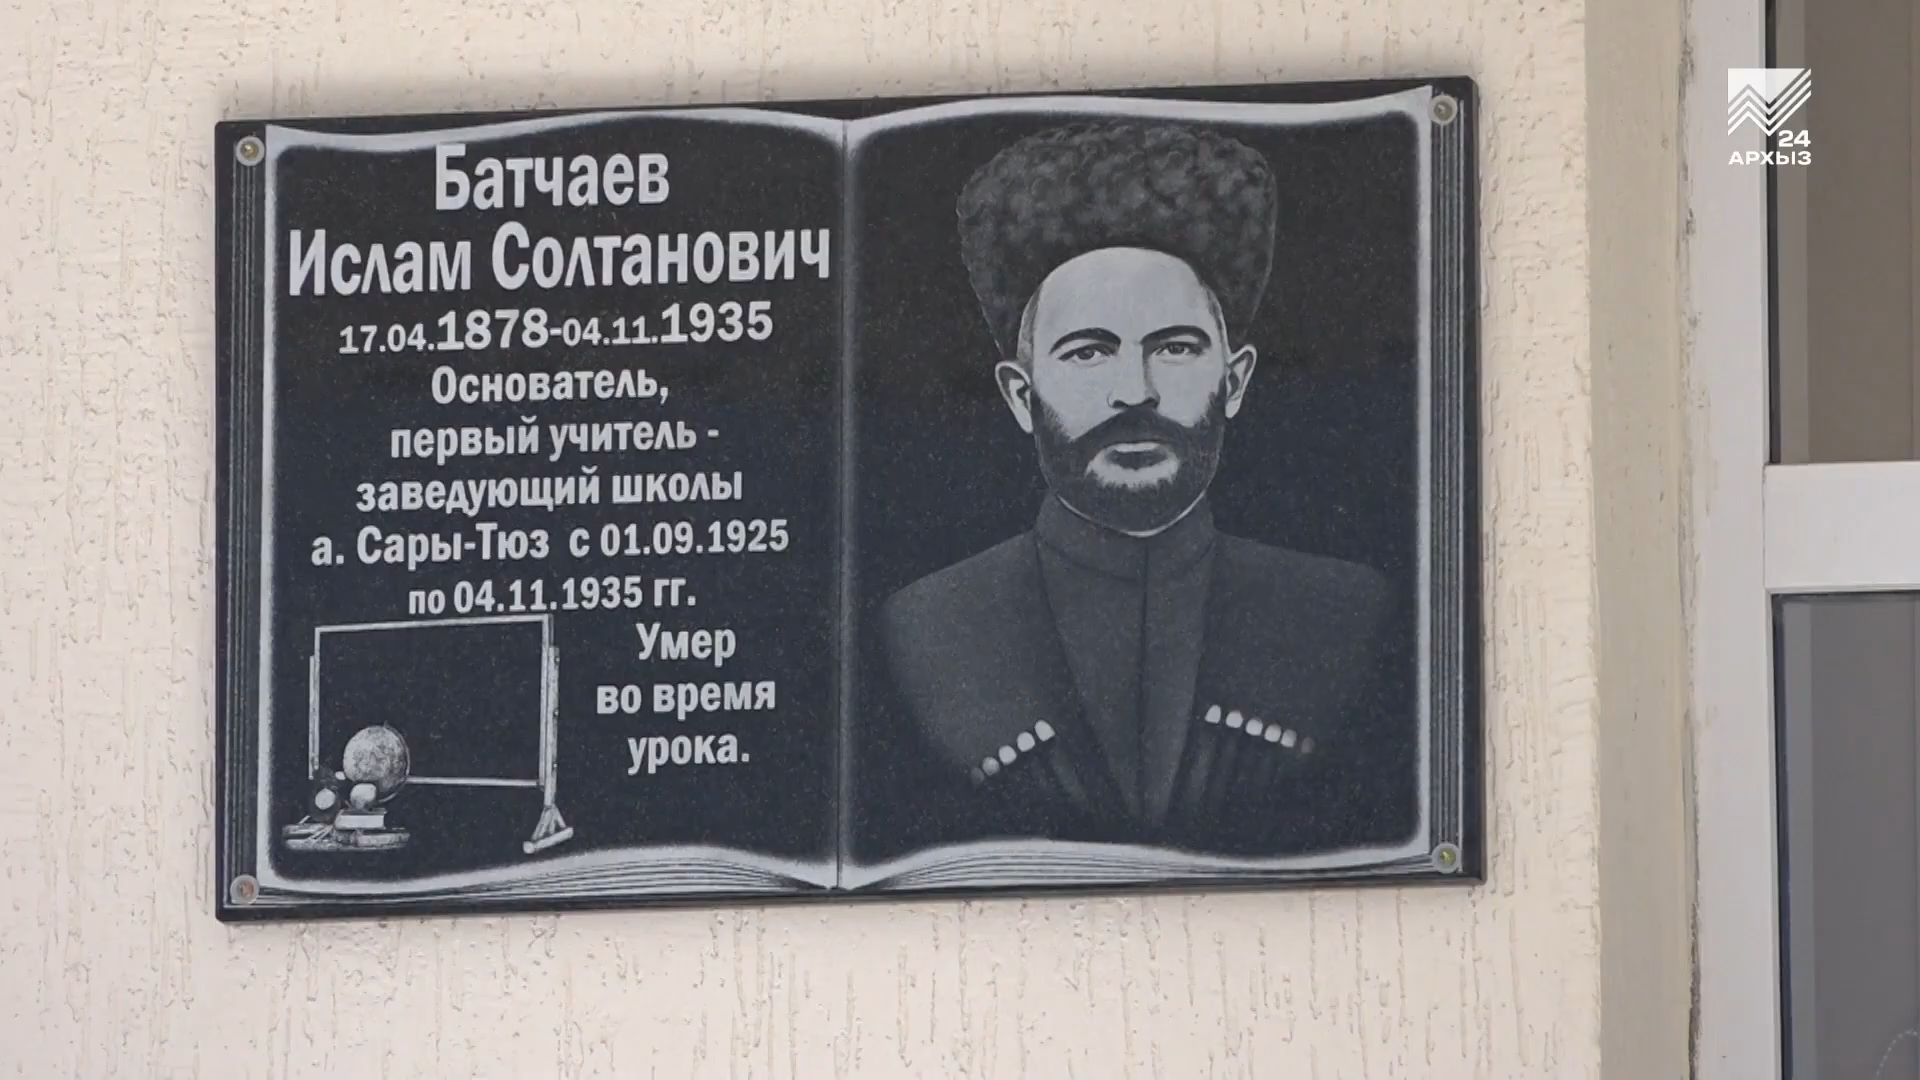 Батчаев
Ислам Солтанович
17.04.1878-04.11.1935
Основатель,
первый учитель -
заведующий школы
а. Сары-Тюз с 01.09.1925
по 04.11.1935 гг.
Умер
во время
урока.
24
АРХЫЗ